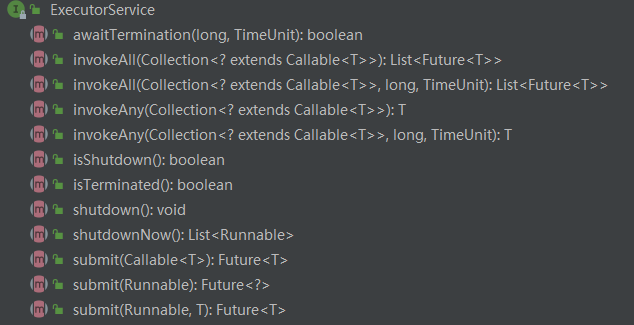 ExecutorService
awaitTermination(long, TimeUnit): boolean
invokeAll(Collection<? extends Callable<T>>): List<Future<T>>
invokeAll(Collection<? extends Callable<T>>, long, TimeUnit): List<Future<T>>
invokeAny(Collection<? extends Callable<T>>): T
invokeAny(Collection<? extends Callable<T>>, long, TimeUnit): T
isShutdown(): boolean
isTerminated(): boolean
shutdown(): void
shutdownNow(): List<Runnable>
submit(Callable<T>): Future<T>
submit(Runnable): Future<?>
submit(Runnable, T): Future<T>